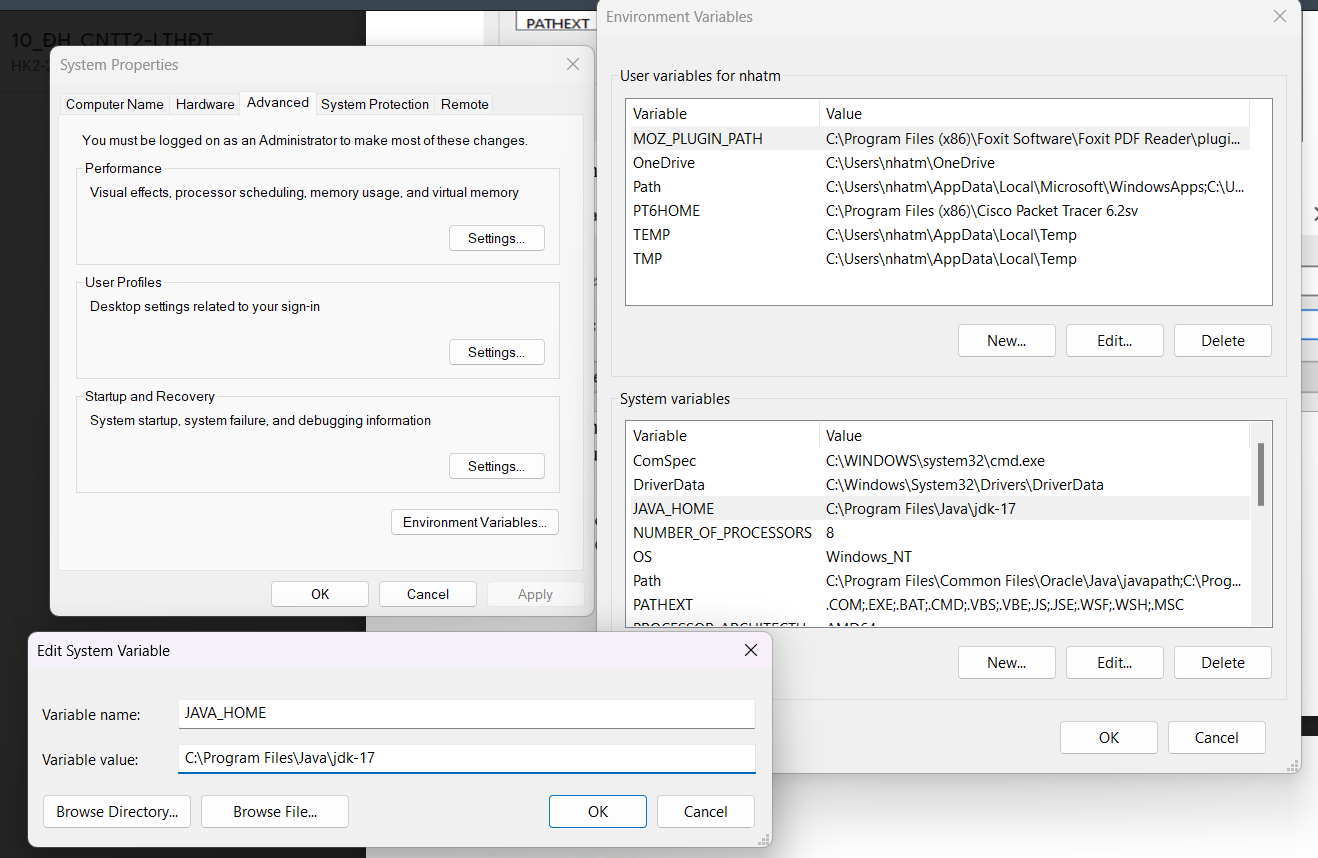 10_ĐH_CNTT2-LTHĐT
HK2-2
PATHEXT
System Properties
Computer Name Hardware Advanced System Protection Remote
You must be logged on as an Administrator to make most of these changes.
Performance
Visual effects, processor scheduling, memory usage, and virtual memory
Settings...
User Profiles
Desktop settings related to your sign-in
Settings...
Startup and Recovery
System startup, system failure, and debugging information
Settings...
Environment Variables...
OK Cancel Apply
Environment Variables
User variables for nhatm
Variable Value
MOZ_PLUGIN_PATH C:\Program Files (x86)\Foxit Software\Foxit PDF Reader\plugi...
OneDrive C:\Users\nhatm\OneDrive
Path C:\Users\nhatm\AppData\Local\Microsoft\WindowsApps;C:\U...
PT6HOME C:\Program Files (x86)\Cisco Packet Tracer 6.2sv
TEMP C:\Users\nhatm\AppData\Local\Temp
TMP C:\Users\nhatm\AppData\Local\Temp
New... Edit... Delete
System variables
Variable Value
ComSpec C:\WINDOWS\system32\cmd.exe
DriverData C:\Windows\System32\Drivers\DriverData
JAVA_HOME C:\Program Files\Java\jdk-17
NUMBER_OF_PROCESSORS 8
OS Windows_NT
Path C:\Program Files\Common Files\Oracle\Java\javapath;C:\Prog...
PATHEXT .COM;.EXE;.BAT;.CMD;.VBS;.VBE;.JS;.JSE;.WSF;.WSH;.MSC
PROCESSOR_ARCHITECTU... AMD64
New... Edit... Delete
OK Cancel
Edit System Variable
Variable name: JAVA_HOME
Variable value: C:\Program Files\Java\jdk-17
Browse Directory... Browse File... OK Cancel